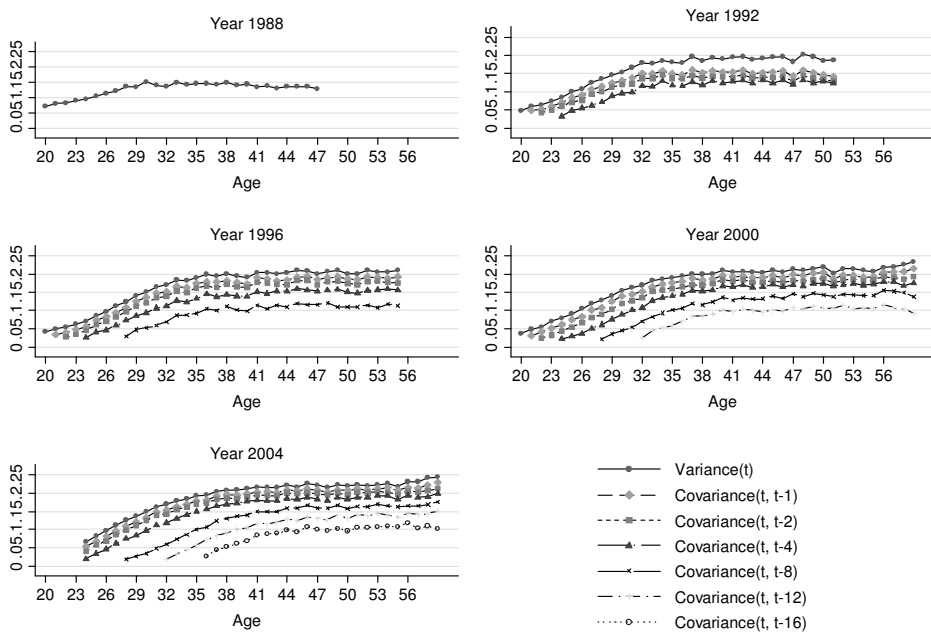 Year 1988
0 .05 .1 .15 .2 .25
20 23 26 29 32 35 38 41 44 47 50 53 56
Age
Year 1992
0 .05 .1 .15 .2 .25
20 23 26 29 32 35 38 41 44 47 50 53 56
Age
Year 1996
0 .05 .1 .15 .2 .25
20 23 26 29 32 35 38 41 44 47 50 53 56
Age
Year 2000
0 .05 .1 .15 .2 .25
20 23 26 29 32 35 38 41 44 47 50 53 56
Age
Year 2004
0 .05 .1 .15 .2 .25
20 23 26 29 32 35 38 41 44 47 50 53 56
Age
Variance(t)
Covariance(t, t-1)
Covariance(t, t-2)
Covariance(t, t-4)
Covariance(t, t-8)
Covariance(t, t-12)
Covariance(t, t-16)